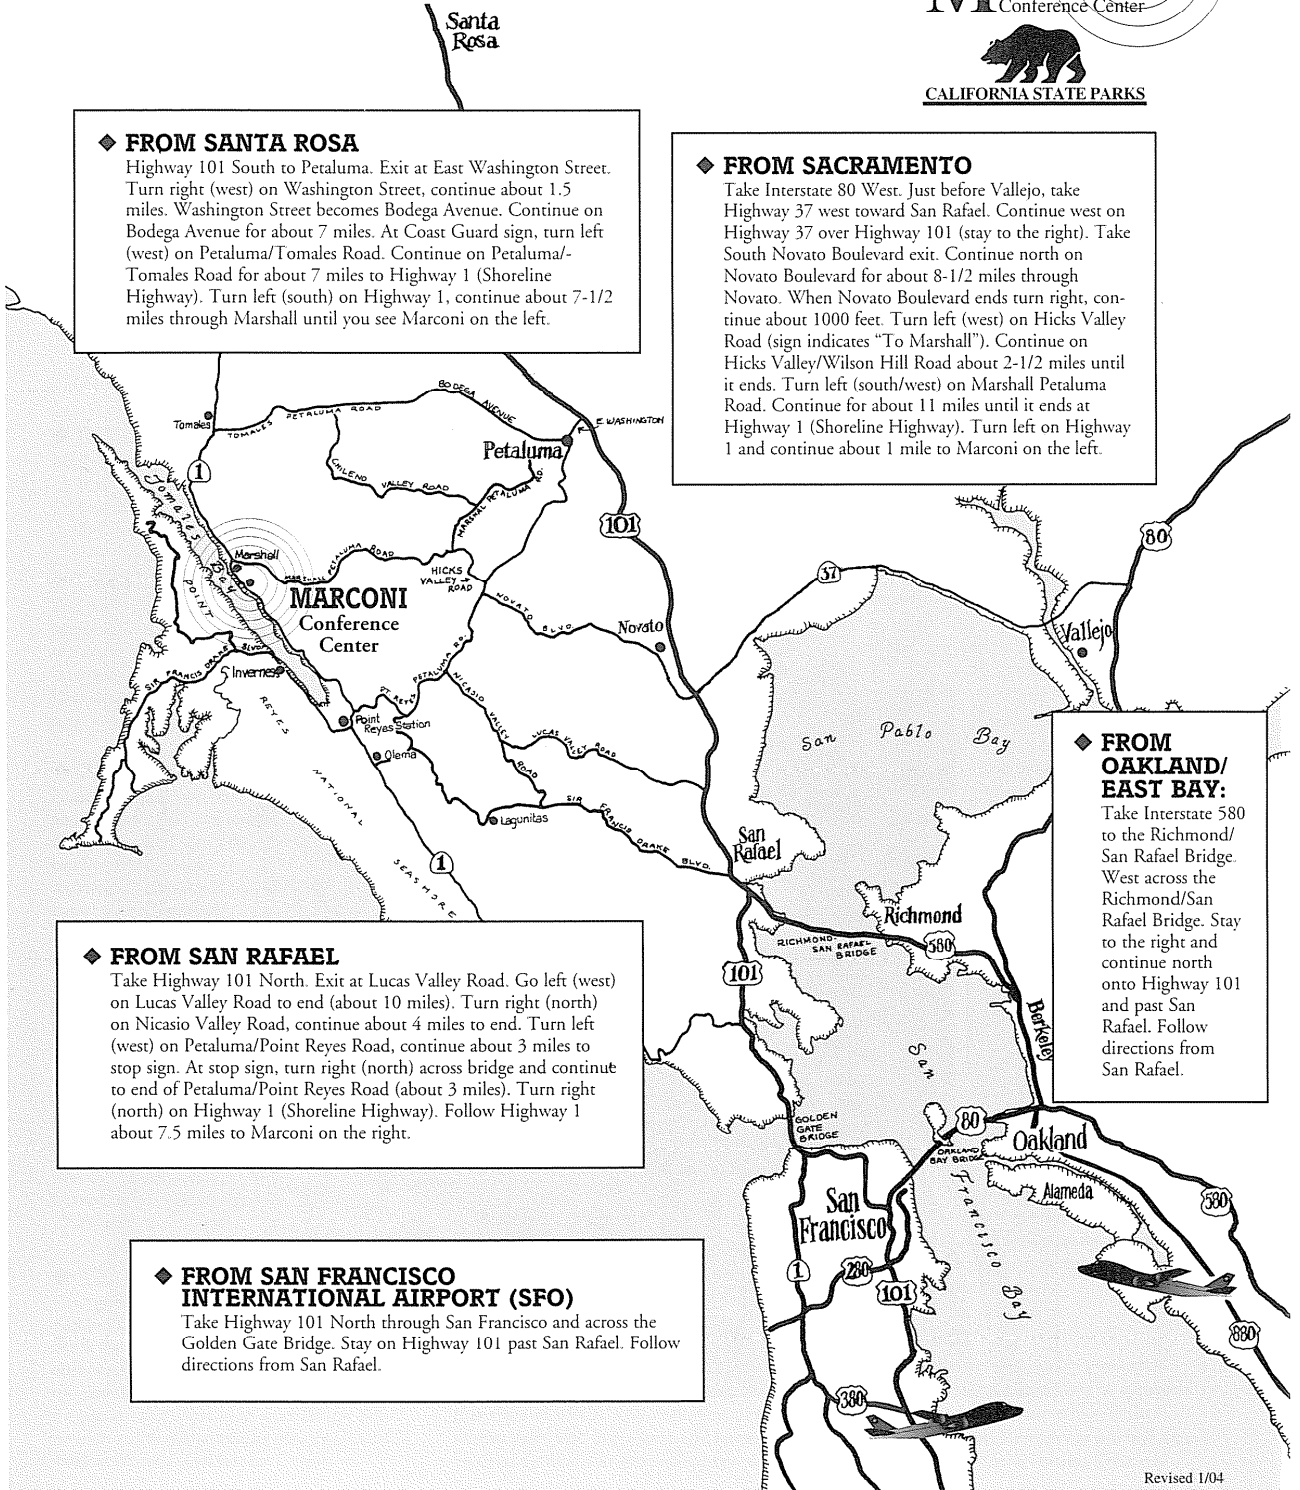 Conference Center
CALIFORNIA STATE PARKS
Santa
Rosa
FROM SANTA ROSA
Highway 101 South to Petaluma. Exit at East Washington Street.
Turn right (west) on Washington Street, continue about 1.5
miles. Washington Street becomes Bodega Avenue. Continue on
Bodega Avenue for about 7 miles. At Coast Guard sign, turn left
(west) on Petaluma/Tomales Road. Continue on Petaluma/-
Tomales Road for about 7 miles to Highway 1 (Shoreline
Highway). Turn left (south) on Highway 1, continue about 7-1/2
miles through Marshall until you see Marconi on the left.
FROM SACRAMENTO
Take Interstate 80 West. Just before Vallejo, take
Highway 37 west toward San Rafael. Continue west on
Highway 37 over Highway 101 (stay to the right). Take
South Novato Boulevard exit. Continue north on
Novato Boulevard for about 8-1/2 miles through
Novato. When Novato Boulevard ends turn right, con-
tinue about 1000 feet. Turn left (west) on Hicks Valley
Road (sign indicates “To Marshall”). Continue on
Hicks Valley/Wilson Hill Road about 2-1/2 miles until
it ends. Turn left (south/west) on Marshall Petaluma
Road. Continue for about 11 miles until it ends at
Highway 1 (Shoreline Highway). Turn left on Highway
1 and continue about 1 mile to Marconi on the left.
BODEGA AVENUE
TOMALES PETALUMA ROAD
Tomales
E. WASHINGTON
Petaluma
CHILENO VALLEY ROAD
MARSHAL PETALUMA RD.
1
101
80
Tomales Bay
Marshall
MARSHALL PETALUMA ROAD
HICKS
VALLEY
ROAD
37
POINT
MARCONI
Conference
Center
NOVATO BLVD.
Novato
Vallejo
SIR FRANCIS DRAKE BLVD.
Inverness
PT. REYES PETALUMA RD.
NICASIO VALLEY ROAD
LUCAS VALLEY ROAD
REYES
NATIONAL
SEASHORE
Point
Reyes Station
Olema
San Pablo Bay
Lagunitas
SIR FRANCIS DRAKE BLVD.
San
Rafael
1
FROM
OAKLAND/
EAST BAY:
Take Interstate 580
to the Richmond/
San Rafael Bridge.
West across the
Richmond/San
Rafael Bridge. Stay
to the right and
continue north
onto Highway 101
and past San
Rafael. Follow
directions from
San Rafael.
Richmond
RICHMOND-
SAN RAFAEL
BRIDGE
580
101
Berkeley
FROM SAN RAFAEL
Take Highway 101 North. Exit at Lucas Valley Road. Go left (west)
on Lucas Valley Road to end (about 10 miles). Turn right (north)
on Nicasio Valley Road, continue about 4 miles to end. Turn left
(west) on Petaluma/Point Reyes Road, continue about 3 miles to
stop sign. At stop sign, turn right (north) across bridge and continue
to end of Petaluma/Point Reyes Road (about 3 miles). Turn right
(north) on Highway 1 (Shoreline Highway). Follow Highway 1
about 7.5 miles to Marconi on the right.
GOLDEN
GATE
BRIDGE
80
OAKLAND
BAY BRIDGE
Oakland
Alameda
San Francisco Bay
San
Francisco
580
1
280
101
880
380
FROM SAN FRANCISCO
INTERNATIONAL AIRPORT (SFO)
Take Highway 101 North through San Francisco and across the
Golden Gate Bridge. Stay on Highway 101 past San Rafael. Follow
directions from San Rafael.
Revised 1/04